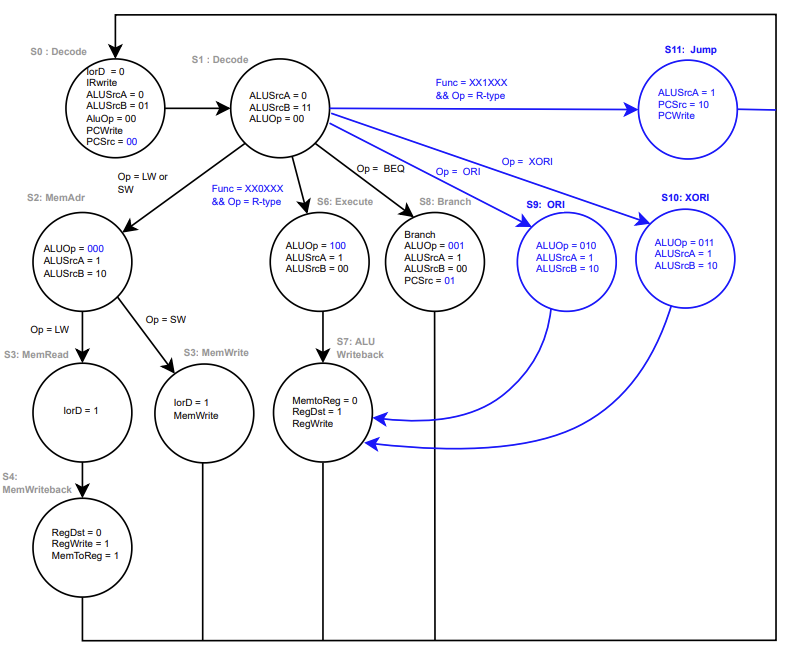 S0 : Decode
IorD = 0
IRwrite
ALUSrcA = 0
ALUSrcB = 01
AluOp = 00
PCWrite
PCSrc = 00
S1 : Decode
ALUSrcA = 0
ALUSrcB = 11
ALUOp = 00
Func = XX1XXX
&& Op = R-type
S11: Jump
ALUSrcA = 1
PCSrc = 10
PCWrite
Op = LW or
SW
Func = XX0XXX
&& Op = R-type
Op = BEQ
Op = ORI
Op = XORI
S2: MemAdr
ALUOp = 000
ALUSrcA = 1
ALUSrcB = 10
S6: Execute
ALUOp = 100
ALUSrcA = 1
ALUSrcB = 00
S8: Branch
Branch
ALUOp = 001
ALUSrcA = 1
ALUSrcB = 00
PCSrc = 01
S9: ORI
ALUOp = 010
ALUSrcA = 1
ALUSrcB = 10
S10: XORI
ALUOp = 011
ALUSrcA = 1
ALUSrcB = 10
Op = LW
Op = SW
S3: MemRead
IorD = 1
S3: MemWrite
IorD = 1
MemWrite
S7: ALU
Writeback
MemtoReg = 0
RegDst = 1
RegWrite
S4:
MemWriteback
RegDst = 0
RegWrite = 1
MemToReg = 1